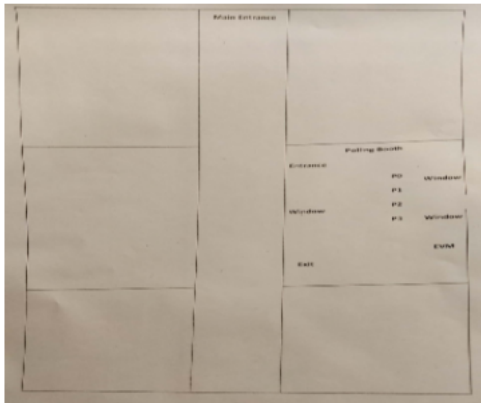 Main Entrance
Polling Booth
Entrance
P0
Window
P1
P2
Window
P3
Window
EVM
Exit